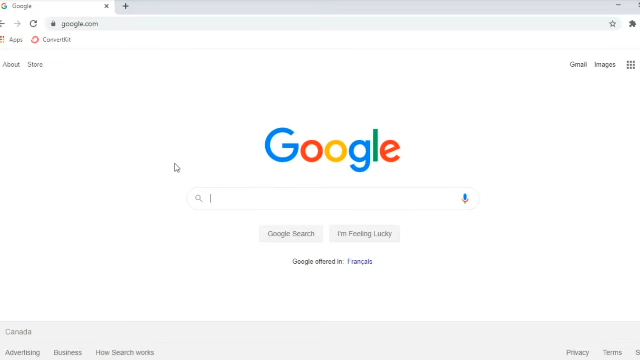 Google
google.com
Apps ConvertKit
About Store Gmail Images
Google
Google Search I'm Feeling Lucky
Google offered in: Français
Canada
Advertising Business How Search works Privacy Terms